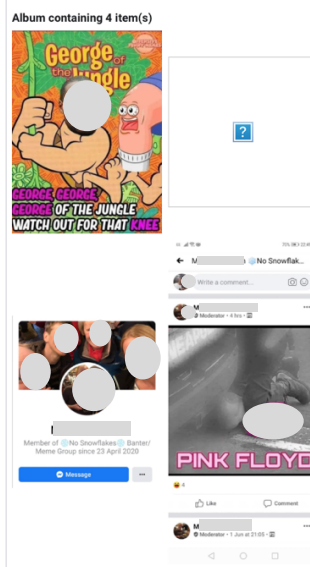 Album containing 4 item(s)
George
of
the Jungle
GEORGE, GEORGE,
GEORGE OF THE JUNGLE
WATCH OUT FOR THAT KNEE
?
M No Snowflak...
Write a comment...
M
Moderator • 4 hrs •
PINK FLOYD
4
Like Comment
M
Moderator • 1 Jun at 21:05 •
Member of No Snowflakes Banter/
Meme Group since 23 April 2020
Message